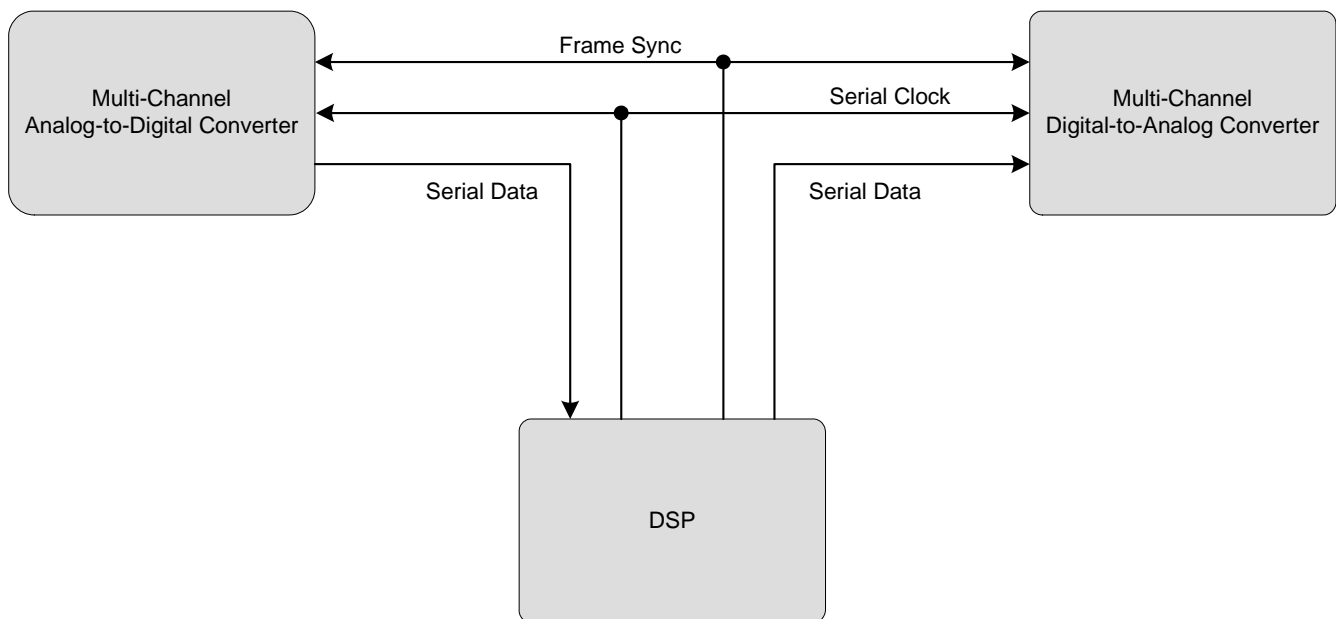 Frame Sync
Multi-Channel
Analog-to-Digital Converter
Serial Clock
Multi-Channel
Digital-to-Analog Converter
Serial Data
Serial Data
DSP